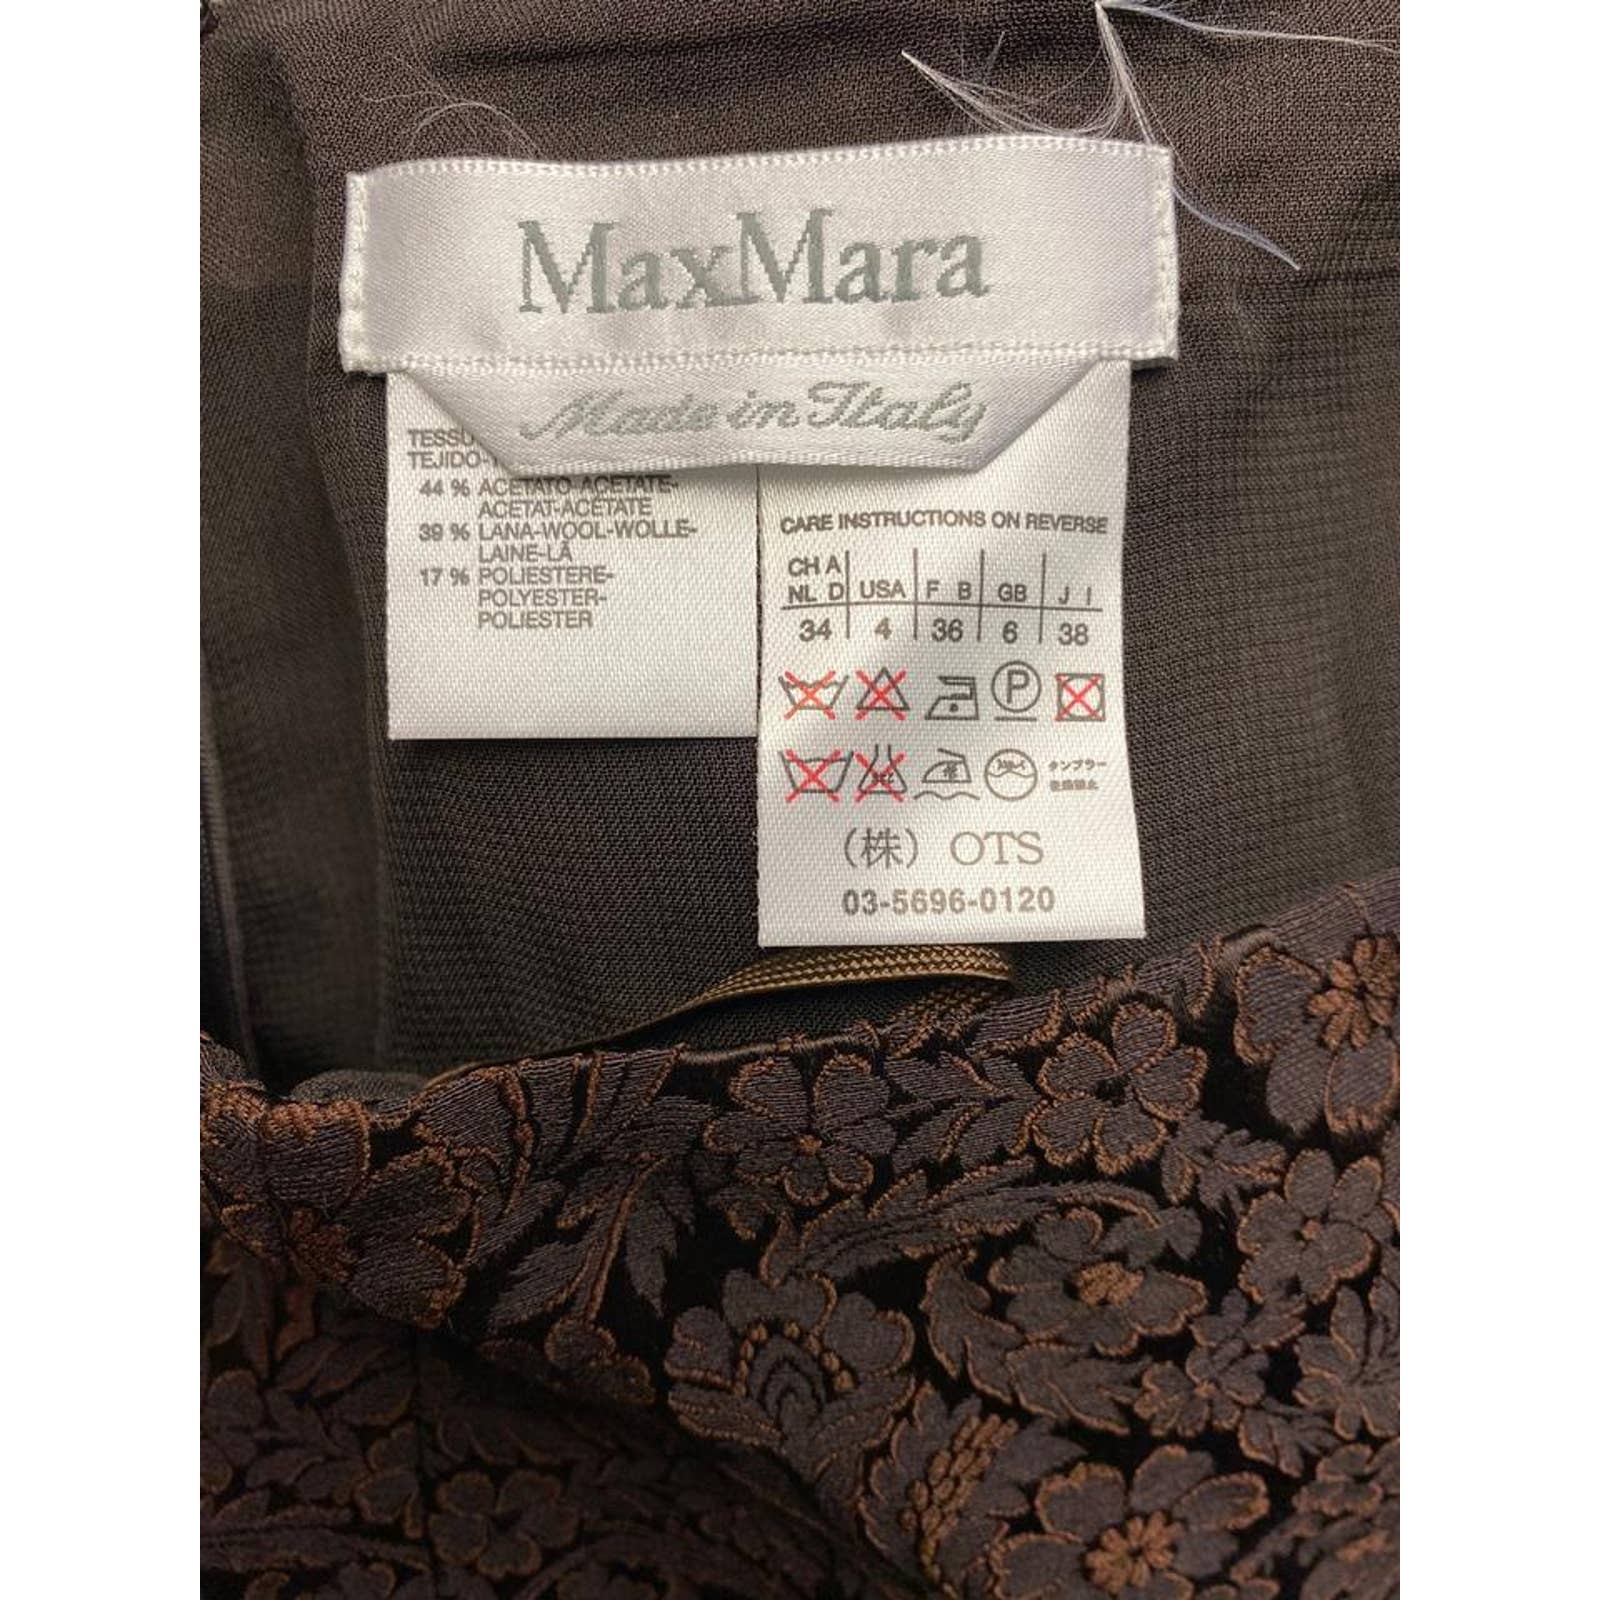 MaxMara
Made in Italy
TESSU
TEJIDO-
44 % ACETATO-ACETATE-
ACETAT-ACÉTATE
39 % LANA-WOOL-WOLLE-
LAINE-LÃ
17 % POLIESTERE-
POLYESTER-
POLIESTER
CARE INSTRUCTIONS ON REVERSE
CH A
NL D USA F B GB J I
34 4 36 6 38
P
タンブラー
(株) OTS
03-5696-0120